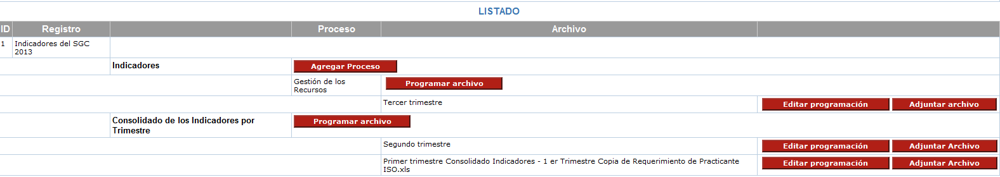 LISTADO
ID Registro Proceso Archivo
1 Indicadores del SGC
2013
Indicadores Agregar Proceso
Gestión de los
Recursos
Programar archivo
Tercer trimestre Editar programación Adjuntar archivo
Consolidado de los Indicadores por
Trimestre
Programar archivo
Segundo trimestre Editar programación Adjuntar Archivo
Primer trimestre Consolidado Indicadores - 1 er Trimestre Copia de Requerimiento de Practicante
ISO.xls
Editar programación Adjuntar Archivo